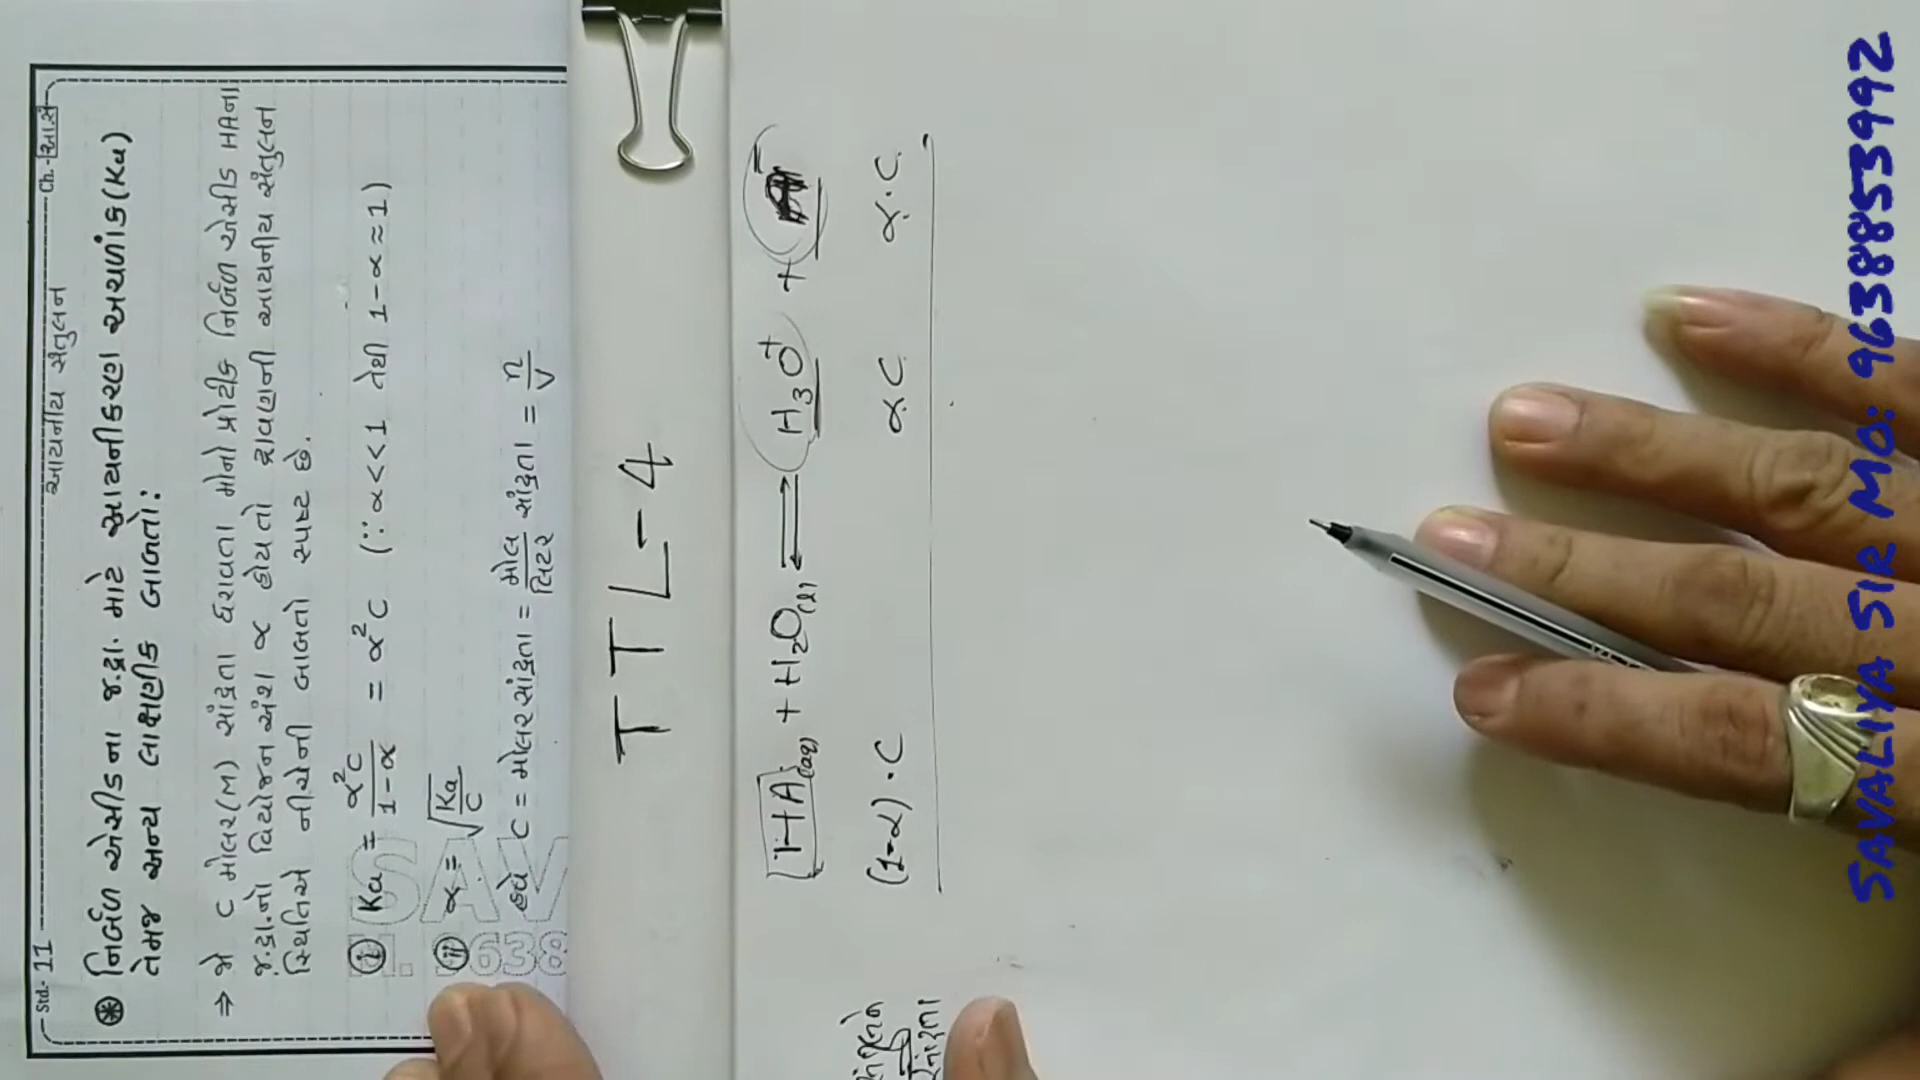 Std.-11 Ch.-આ.સં.
આયનીય સંતુલન
નિર્બળ એસીડના જ.દ્રા. માટે આયનીકરણ અચળાંક(Ka)
તેમજ અન્ય લાક્ષણીક બાબતો:
⇒ જો C મોલર(M) સાંદ્રતા ધરાવતા મોનો પ્રોટીક નિર્બળ એસીડ HAના
જ.દ્રા.નો વિયોજન અંશ α હોય તો દ્રાવણની આયનીય સંતુલન
સ્થિતિએ નીચેની બાબતો સ્પષ્ટ છે.
(i) Ka = α²C/1-α = α²C (∵ α<<1 તેથી 1-α≈1)
(ii) α = √Ka/C
હવે C = મોલર સાંદ્રતા = મોલ/લિટર સાંદ્રતા = n/V
SAV
9638
TTL-4
HA(aq) + H₂O(l) ⇌ H₃O⁺ + A⁻
(1-α)·C α.C α·C
SAVALIYA SIR MO: 9638853992